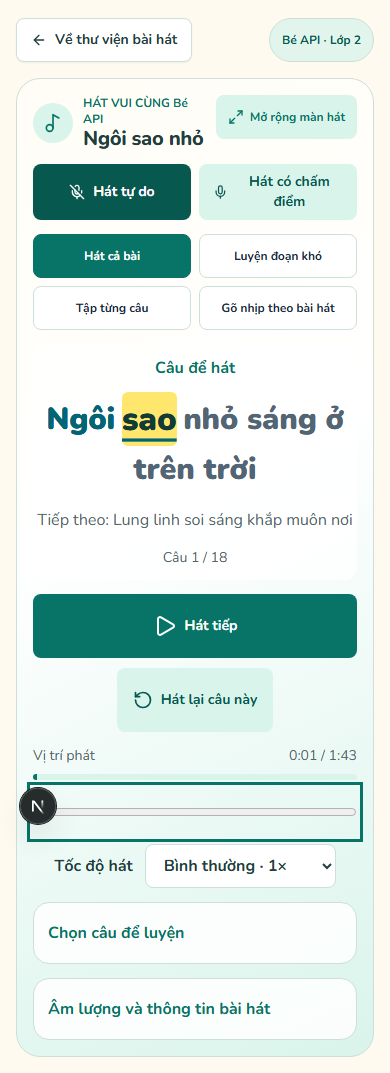 Về thư viện bài hát
Bé API · Lớp 2
HÁT VUI CÙNG Bé
API
Ngôi sao nhỏ
Mở rộng màn hát
Hát tự do
Hát có chấm
điểm
Hát cả bài
Luyện đoạn khó
Tập từng câu
Gõ nhịp theo bài hát
Câu để hát
Ngôi sao nhỏ sáng ở
trên trời
Tiếp theo: Lung linh soi sáng khắp muôn nơi
Câu 1 / 18
Hát tiếp
Hát lại câu này
Vị trí phát
0:01 / 1:43
N
Tốc độ hát
Bình thường · 1×
Chọn câu để luyện
Âm lượng và thông tin bài hát